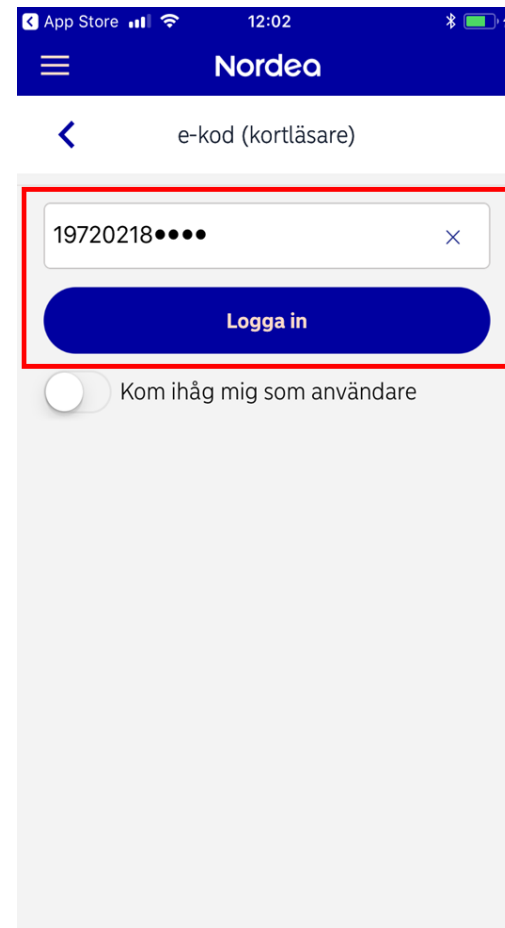 App Store 12:02
Nordea
e-kod (kortläsare)
19720218••••
Logga in
Kom ihåg mig som användare